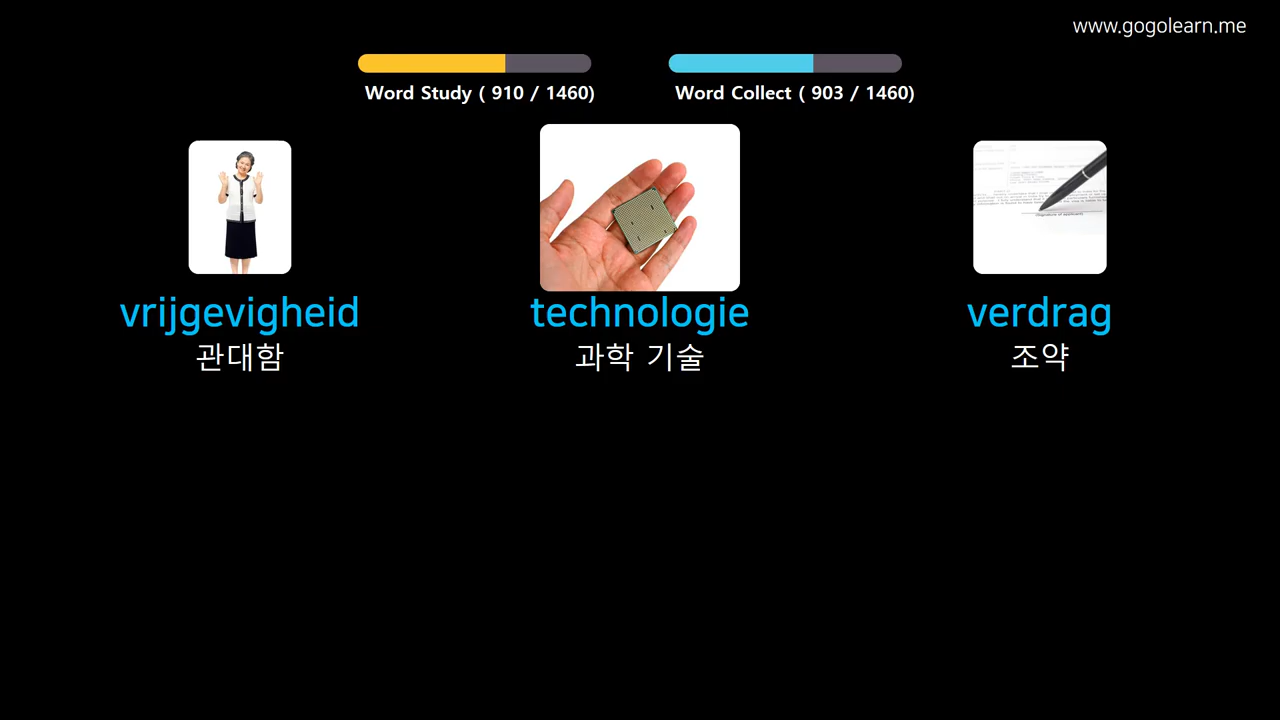 www.gogolearn.me
Word Study ( 910 / 1460)
Word Collect ( 903 / 1460)
vrijgevigheid
technologie
verdrag
관대함
과학 기술
조약